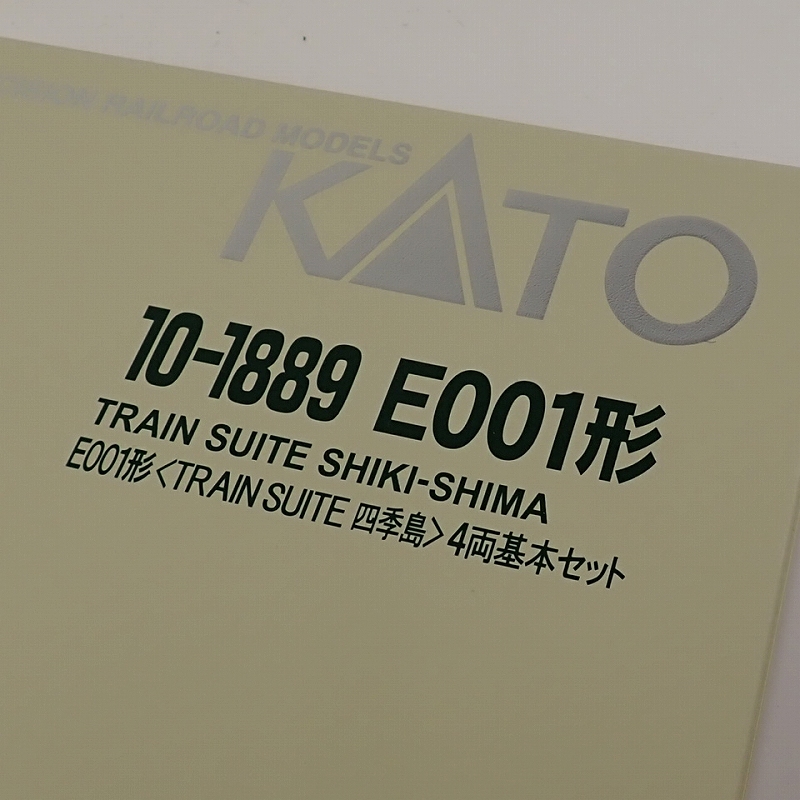 RAILROAD MODELS
KATO
10-1889 E001形
TRAIN SUITE SHIKI-SHIMA
E001形〈TRAIN SUITE 四季島〉4両基本セット